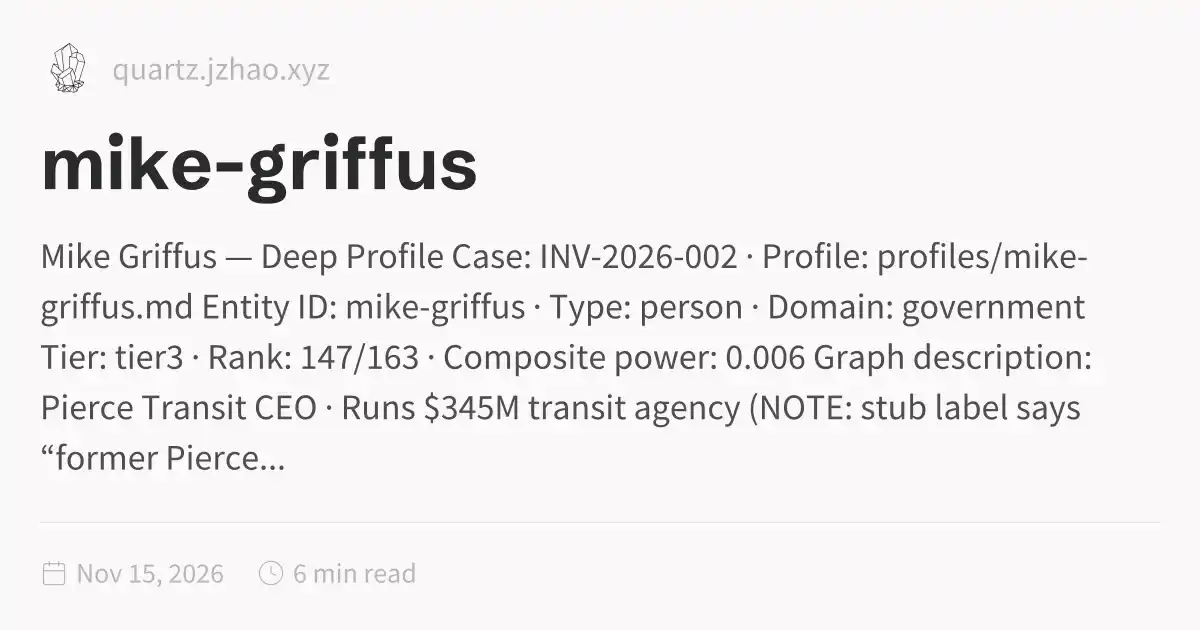 quartz.jzhao.xyz
mike-griffus
Mike Griffus — Deep Profile Case: INV-2026-002 · Profile: profiles/mike-
griffus.md Entity ID: mike-griffus · Type: person · Domain: government
Tier: tier3 · Rank: 147/163 · Composite power: 0.006 Graph description:
Pierce Transit CEO · Runs $345M transit agency (NOTE: stub label says
“former Pierce...
Nov 15, 2026 6 min read